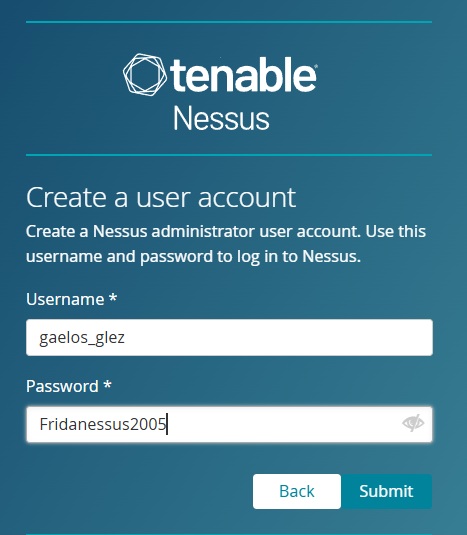 tenable
Nessus
Create a user account
Create a Nessus administrator user account. Use this
username and password to log in to Nessus.
Username *
gaelos_glez
Password *
Fridanessus2005
Back
Submit